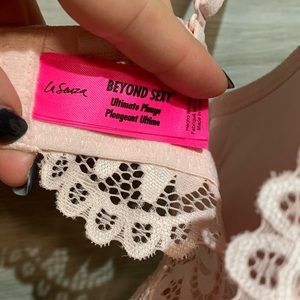 La Senza
BEYOND SEXY
Ultimate Plunge
Plongeant Ultime